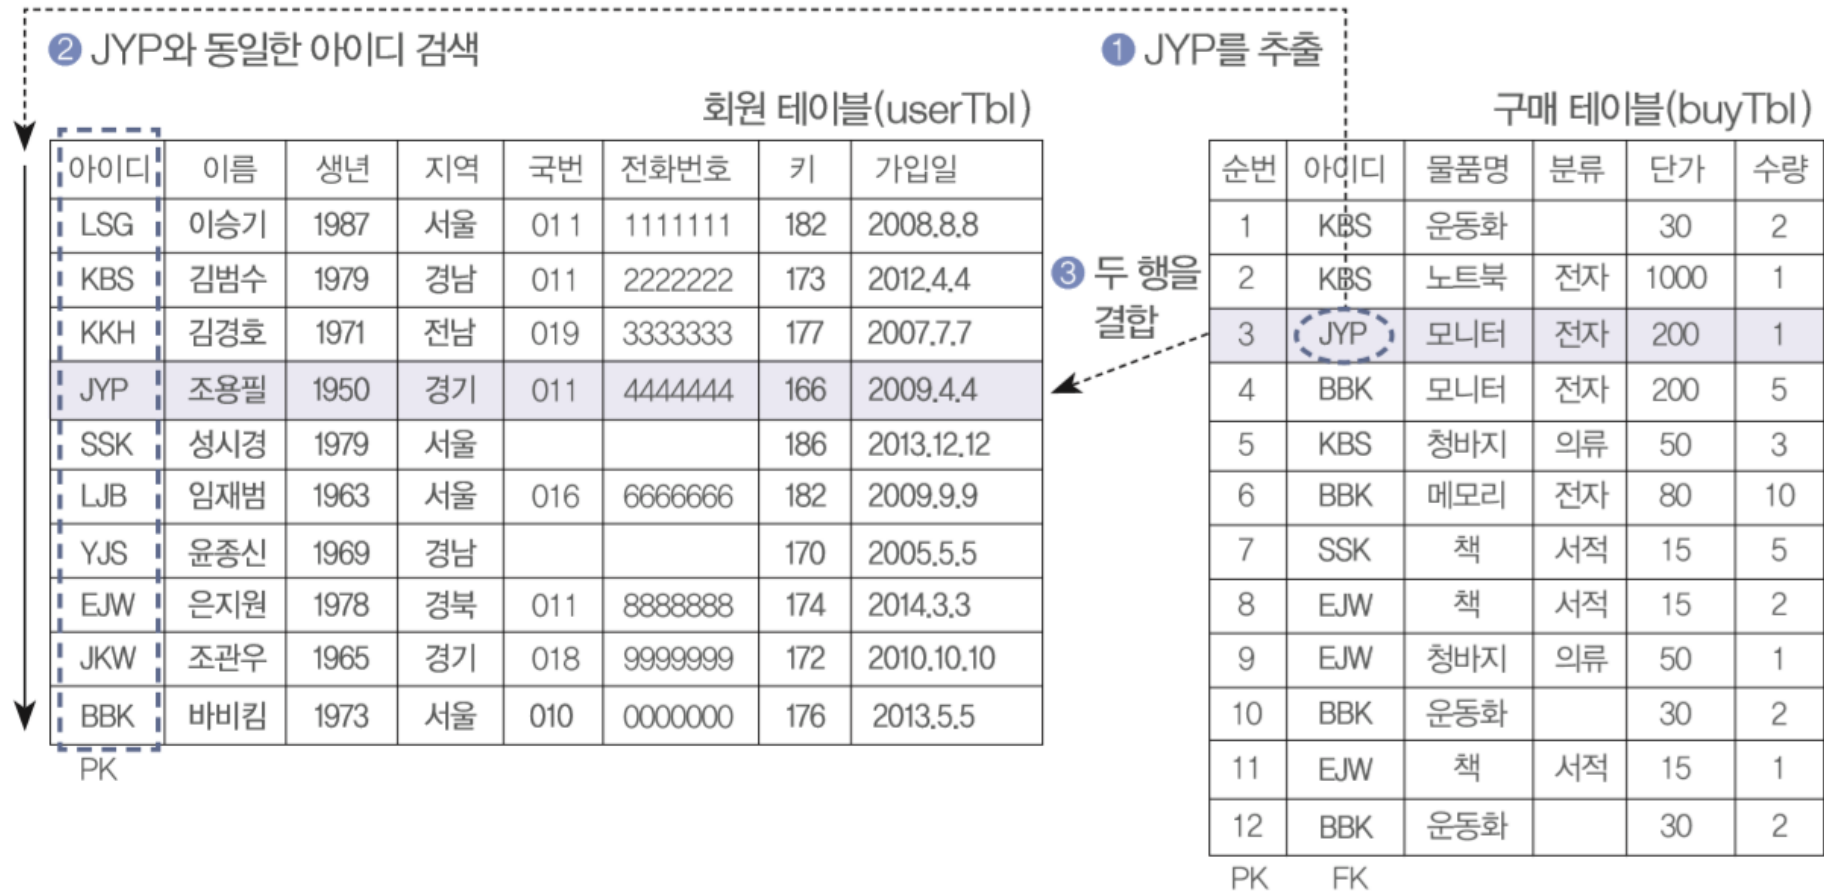 ❷ JYP와 동일한 아이디 검색
❶ JYP를 추출
회원 테이블(userTbl)
아이디 이름 생년 지역 국번 전화번호 키 가입일
LSG 이승기 1987 서울 011 1111111 182 2008.8.8
KBS 김범수 1979 경남 011 2222222 173 2012.4.4
KKH 김경호 1971 전남 019 3333333 177 2007.7.7
JYP 조용필 1950 경기 011 4444444 166 2009.4.4
SSK 성시경 1979 서울 186 2013.12.12
LJB 임재범 1963 서울 016 6666666 182 2009.9.9
YJS 윤종신 1969 경남 170 2005.5.5
EJW 은지원 1978 경북 011 8888888 174 2014.3.3
JKW 조관우 1965 경기 018 9999999 172 2010.10.10
BBK 바비킴 1973 서울 010 0000000 176 2013.5.5
PK
❸ 두 행을
결합
구매 테이블(buyTbl)
순번 아이디 물품명 분류 단가 수량
1 KBS 운동화 30 2
2 KBS 노트북 전자 1000 1
3 JYP 모니터 전자 200 1
4 BBK 모니터 전자 200 5
5 KBS 청바지 의류 50 3
6 BBK 메모리 전자 80 10
7 SSK 책 서적 15 5
8 EJW 책 서적 15 2
9 EJW 청바지 의류 50 1
10 BBK 운동화 30 2
11 EJW 책 서적 15 1
12 BBK 운동화 30 2
PK FK